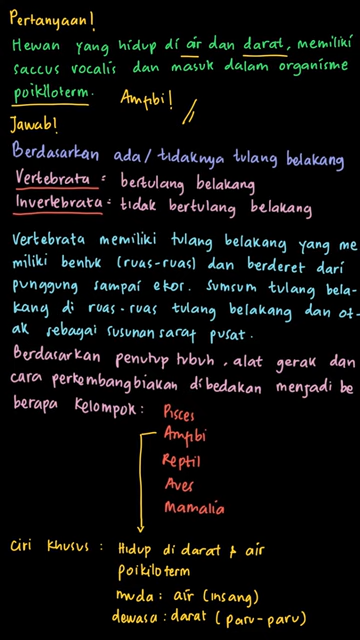 Pertanyaan!
Hewan yang hidup di air dan darat, memiliki
saccus vocalis dan masuk dalam organisme
poikiloterm.
Amfibi!
Jawab!
Berdasarkan ada/tidaknya tulang belakang
Vertebrata = bertulang belakang
Invertebrata = tidak bertulang belakang
Vertebrata memiliki tulang belakang yang me
miliki bentuk (ruas-ruas) dan berderet dari
punggung sampai ekor. Sumsum tulang bela-
kang di ruas-ruas tulang belakang dan ot-
ak sebagai susunan saraf pusat.
Berdasarkan penutup tubuh, alat gerak dan
cara perkembangbiakan dibedakan menjadi be
berapa kelompok : Pisces
Amfibi
Reptil
Aves
Mamalia
Ciri khusus : Hidup di darat & air
poikiloterm
muda : air (insang)
dewasa : darat (paru-paru)